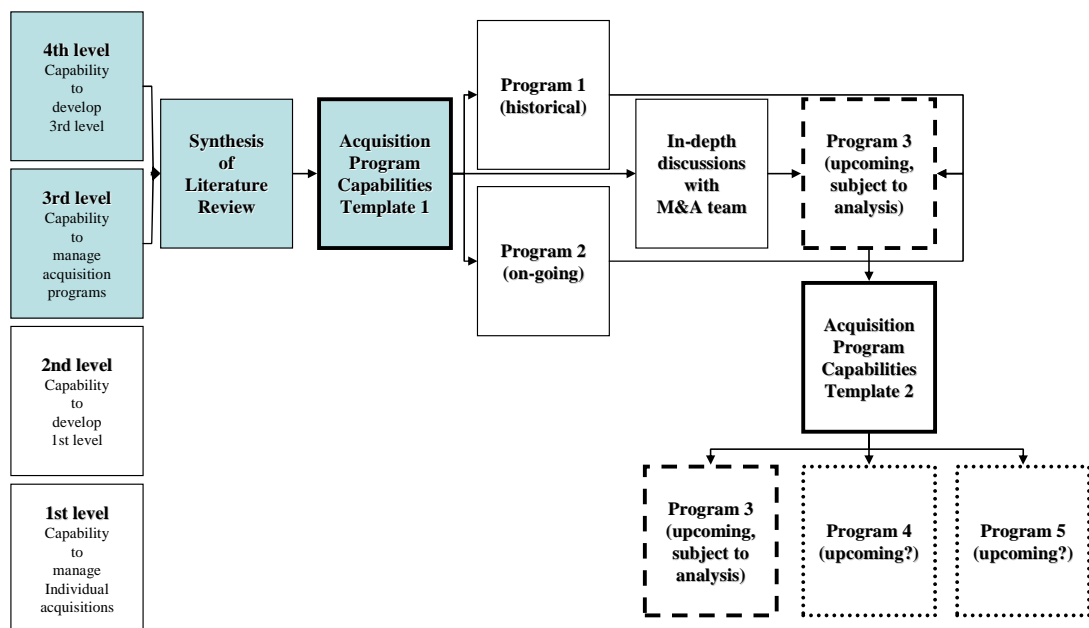 4th level
Capability
to
develop
3rd level
3rd level
Capability
to
manage
acquisition
programs
2nd level
Capability
to
develop
1st level
1st level
Capability
to
manage
Individual
acquisitions
Synthesis
of
Literature
Review
Acquisition
Program
Capabilities
Template 1
Program 1
(historical)
Program 2
(on-going)
In-depth
discussions
with
M&A team
Program 3
(upcoming,
subject to
analysis)
Acquisition
Program
Capabilities
Template 2
Program 3
(upcoming,
subject to
analysis)
Program 4
(upcoming?)
Program 5
(upcoming?)